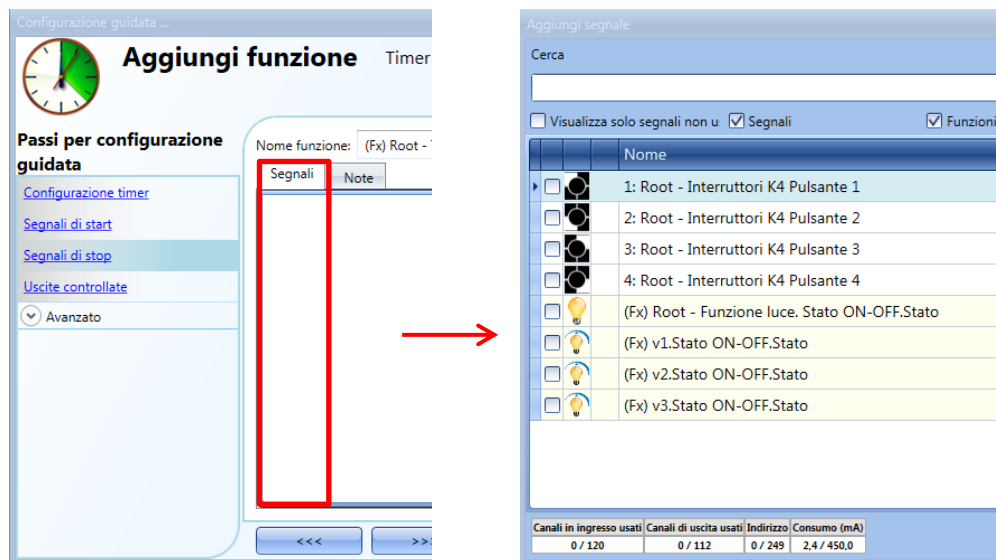 Configurazione guidata ...
Aggiungi funzione Timer
Passi per configurazione
guidata
Configurazione timer
Segnali di start
Segnali di stop
Uscite controllate
Avanzato
Nome funzione: (Fx) Root -
Segnali Note
<<< >>
Aggiungi segnale
Cerca
Visualizza solo segnali non u Segnali Funzioni
Nome
1: Root - Interruttori K4 Pulsante 1
2: Root - Interruttori K4 Pulsante 2
3: Root - Interruttori K4 Pulsante 3
4: Root - Interruttori K4 Pulsante 4
(Fx) Root - Funzione luce. Stato ON-OFF.Stato
(Fx) v1.Stato ON-OFF.Stato
(Fx) v2.Stato ON-OFF.Stato
(Fx) v3.Stato ON-OFF.Stato
Canali in ingresso usati Canali di uscita usati Indirizzo Consumo (mA)
0 / 120 0 / 112 0 / 249 2,4 / 450,0